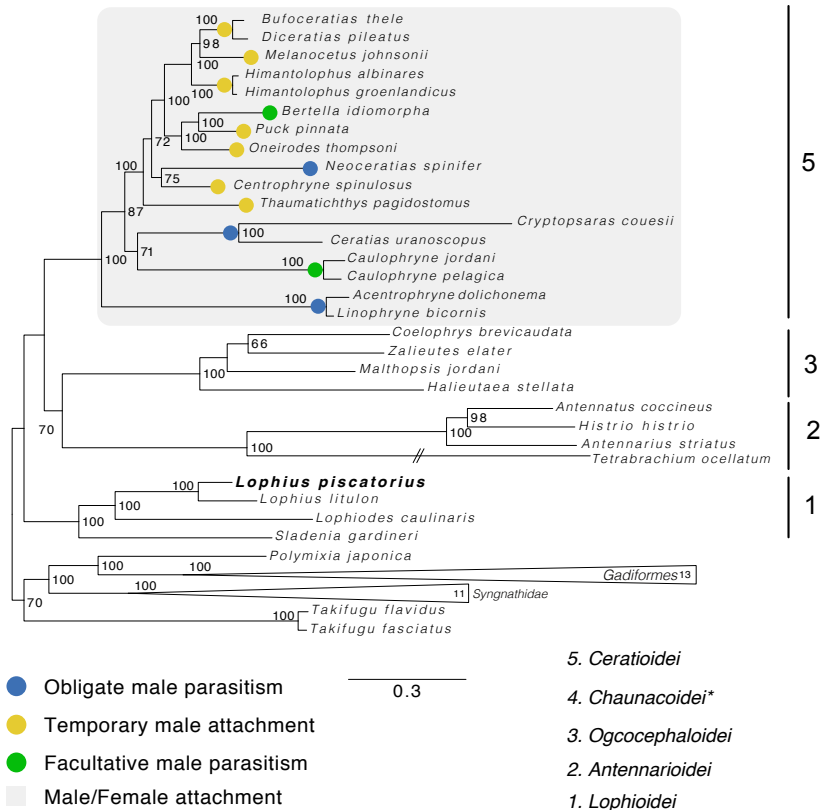 100
Bufoceratias thele
98
Diceratias pileatus
Melanocetus johnsonii
100
Himantolophus albinares
100
Himantolophus groenlandicus
100
Bertella idiomorpha
100
Puck pinnata
72
100
Oneirodes thompsoni
100
Neoceratias spinifer
75
Centrophryne spinulosus
87
Thaumatichthys pagidostomus
Cryptopsaras couesii
100
71
Ceratias uranoscopus
100
100
Caulophryne jordani
Caulophryne pelagica
100
Acentrophryne dolichonema
Linophryne bicornis
5
Coelophrys brevicaudata
66
Zalieutes elater
100
Malthopsis jordani
Halieutaea stellata
3
70
Antennatus coccineus
98
Histrio histrio
100
Antennarius striatus
100
Tetrabrachium ocellatum
2
100
Lophius piscatorius
Lophius litulon
100
Lophiodes caulinaris
100
Sladenia gardineri
1
Polymixia japonica
100
100
Gadiformes 13
100
100
11 Syngnathidae
70
100
Takifugu flavidus
Takifugu fasciatus
Obligate male parasitism
Temporary male attachment
Facultative male parasitism
Male/Female attachment
0.3
5. Ceratioidei
4. Chaunacoidei*
3. Ogcocephaloidei
2. Antennarioidei
1. Lophioidei